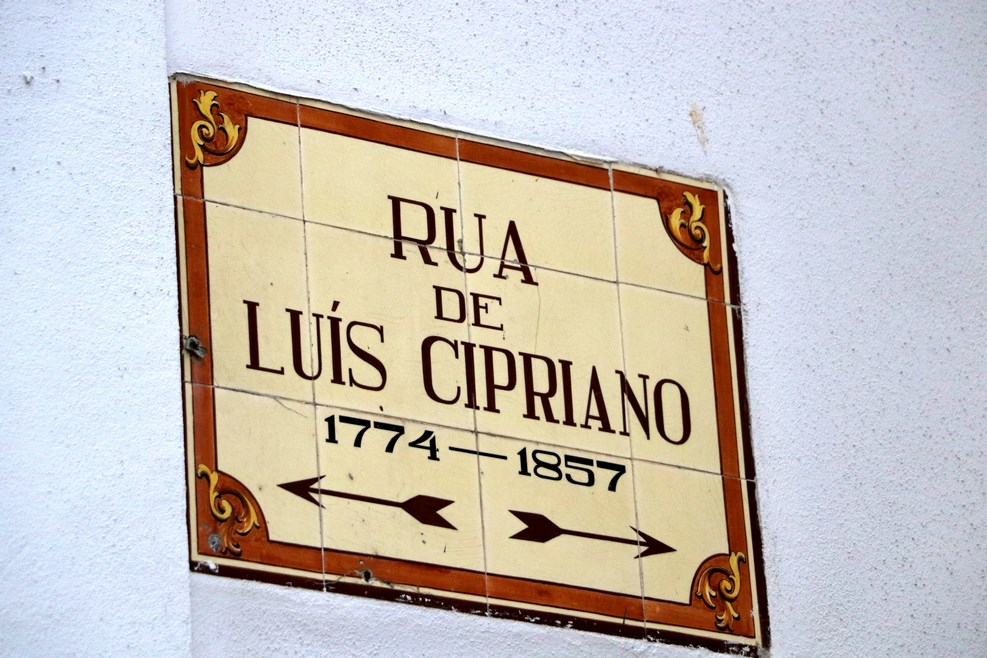 RUA
DE
LUÍS CIPRIANO
1774 — 1857